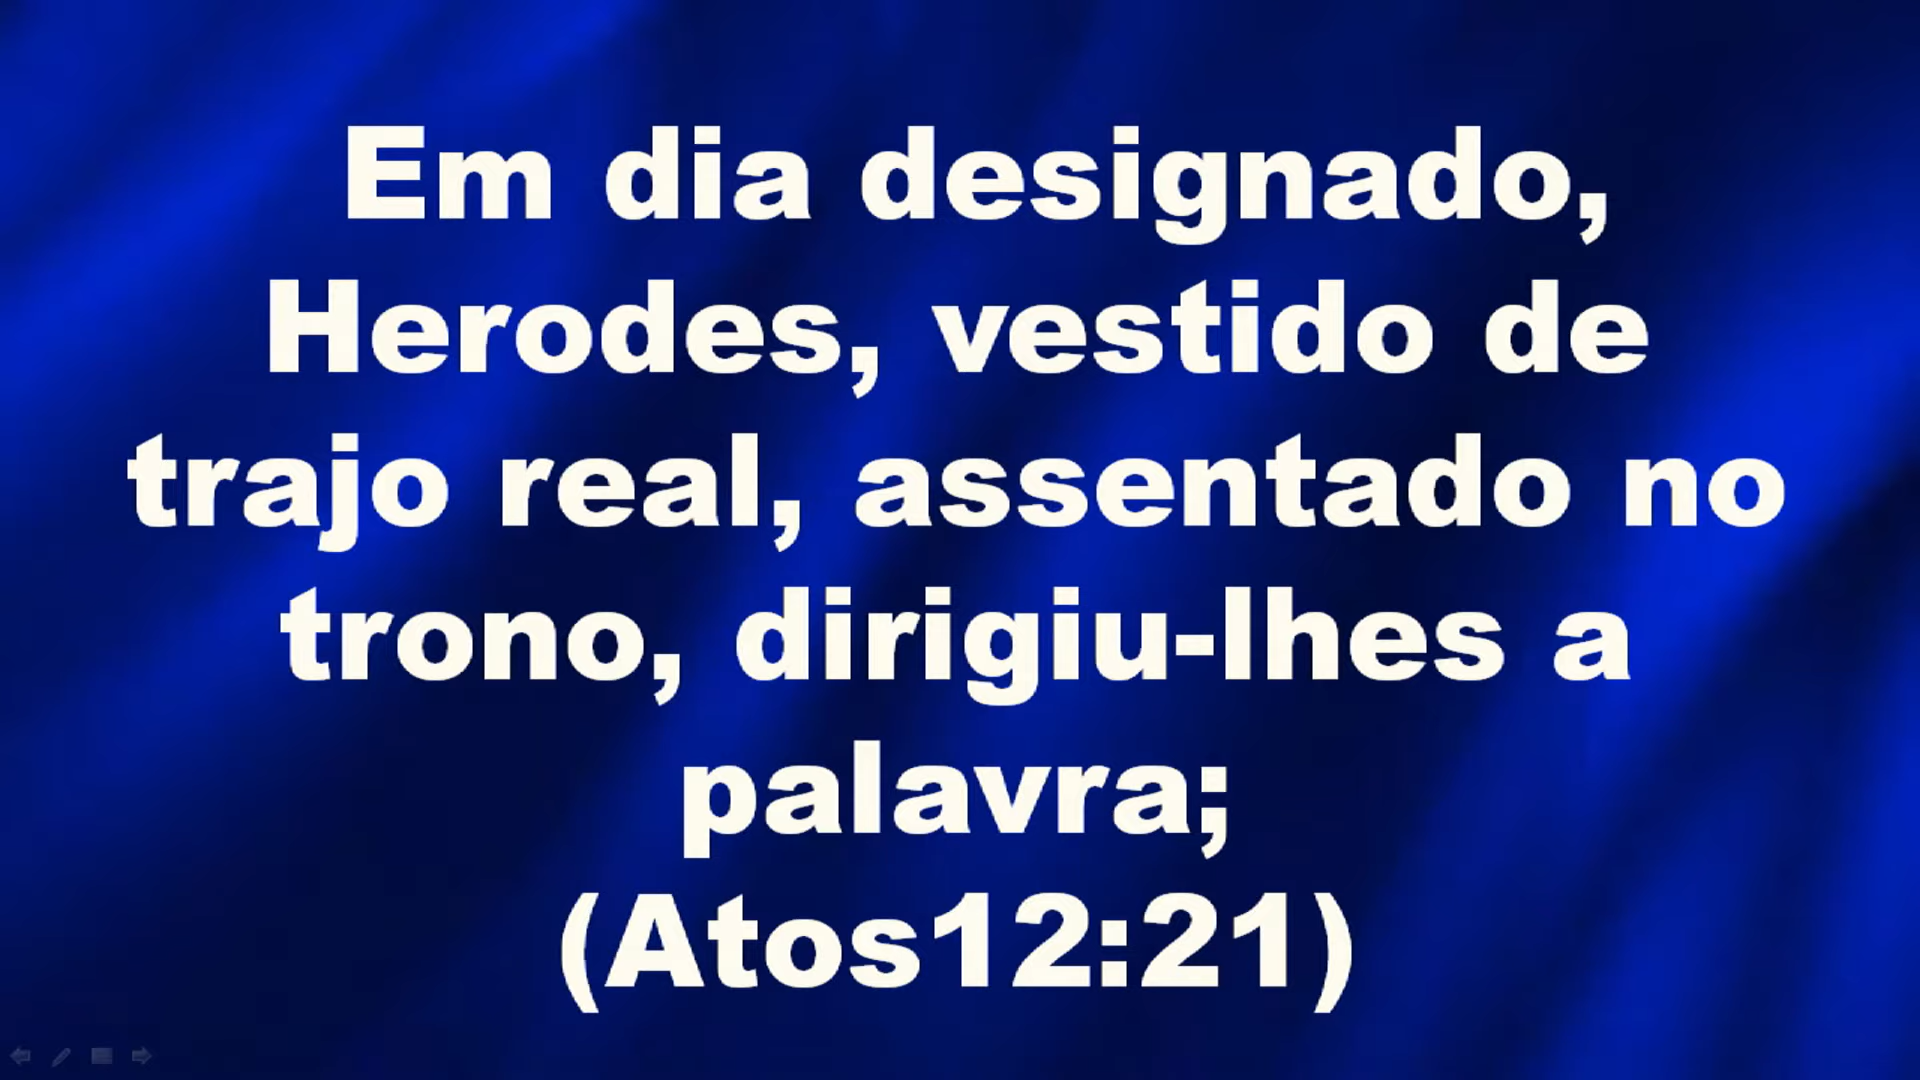 Em dia designado,
Herodes, vestido de
trajo real, assentado no
trono, dirigiu-lhes a
palavra;
(Atos12:21)